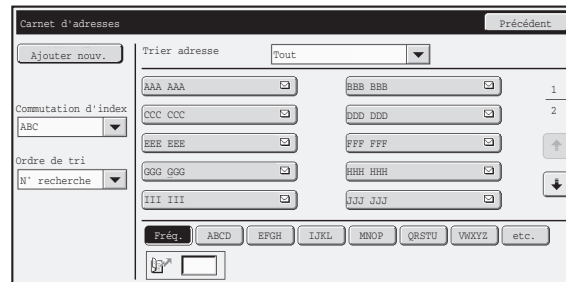 Carnet d'adresses
Précédent
Ajouter nouv.
Trier adresse
Tout
AAA AAA
BBB BBB
1
Commutation d'index
CCC CCC
DDD DDD
2
ABC
EEE EEE
FFF FFF
Ordre de tri
GGG GGG
HHH HHH
N° recherche
III III
JJJ JJJ
Fréq.
ABCD
EFGH
IJKL
MNOP
QRSTU
VWXYZ
etc.